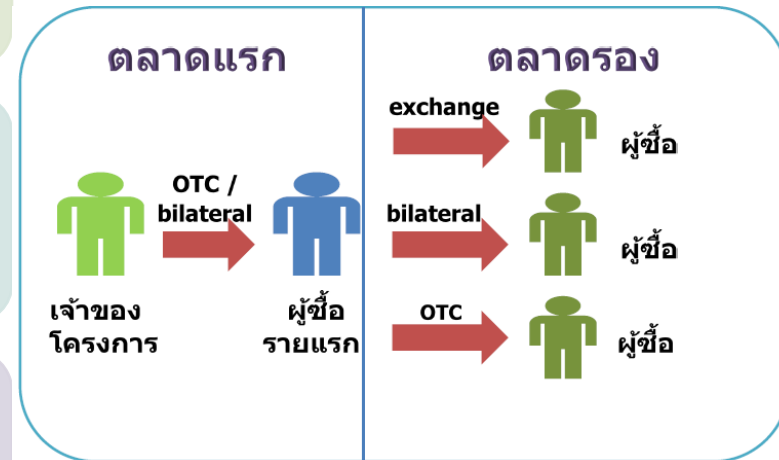 ตลาดแรก
OTC /
bilateral
เจ้าของ
โครงการ
ผู้ซื้อ
รายแรก
ตลาดรอง
exchange
ผู้ซื้อ
bilateral
ผู้ซื้อ
OTC
ผู้ซื้อ